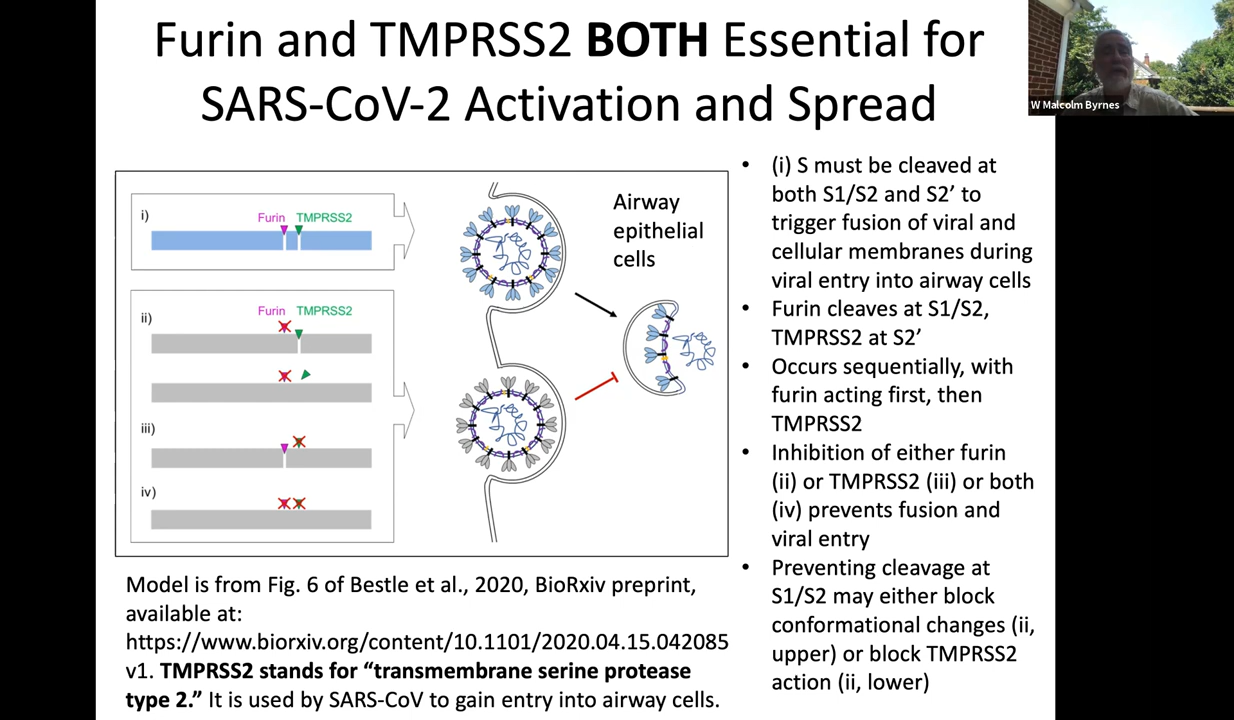 Furin and TMPRSS2 BOTH Essential for
SARS-CoV-2 Activation and Spread
W Malcolm Byrnes
i)
Furin TMPRSS2
ii)
Furin TMPRSS2
iii)
iv)
Airway
epithelial
cells
• (i) S must be cleaved at
both S1/S2 and S2’ to
trigger fusion of viral and
cellular membranes during
viral entry into airway cells
• Furin cleaves at S1/S2,
TMPRSS2 at S2’
• Occurs sequentially, with
furin acting first, then
TMPRSS2
• Inhibition of either furin
(ii) or TMPRSS2 (iii) or both
(iv) prevents fusion and
viral entry
• Preventing cleavage at
S1/S2 may either block
conformational changes (ii,
upper) or block TMPRSS2
action (ii, lower)
Model is from Fig. 6 of Bestle et al., 2020, BioRxiv preprint,
available at:
https://www.biorxiv.org/content/10.1101/2020.04.15.042085
v1. TMPRSS2 stands for “transmembrane serine protease
type 2.” It is used by SARS-CoV to gain entry into airway cells.